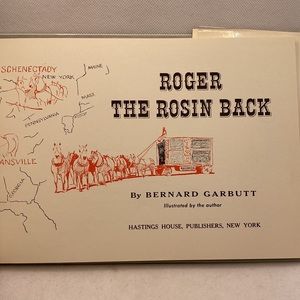 SCHENECTADY
NEW YORK
MAINE
MASS
PENNSYLVANIA
ANSVILLE
GEORGIA
ROGER
THE ROSIN BACK
By BERNARD GARBUTT
Illustrated by the author
HASTINGS HOUSE, PUBLISHERS, NEW YORK